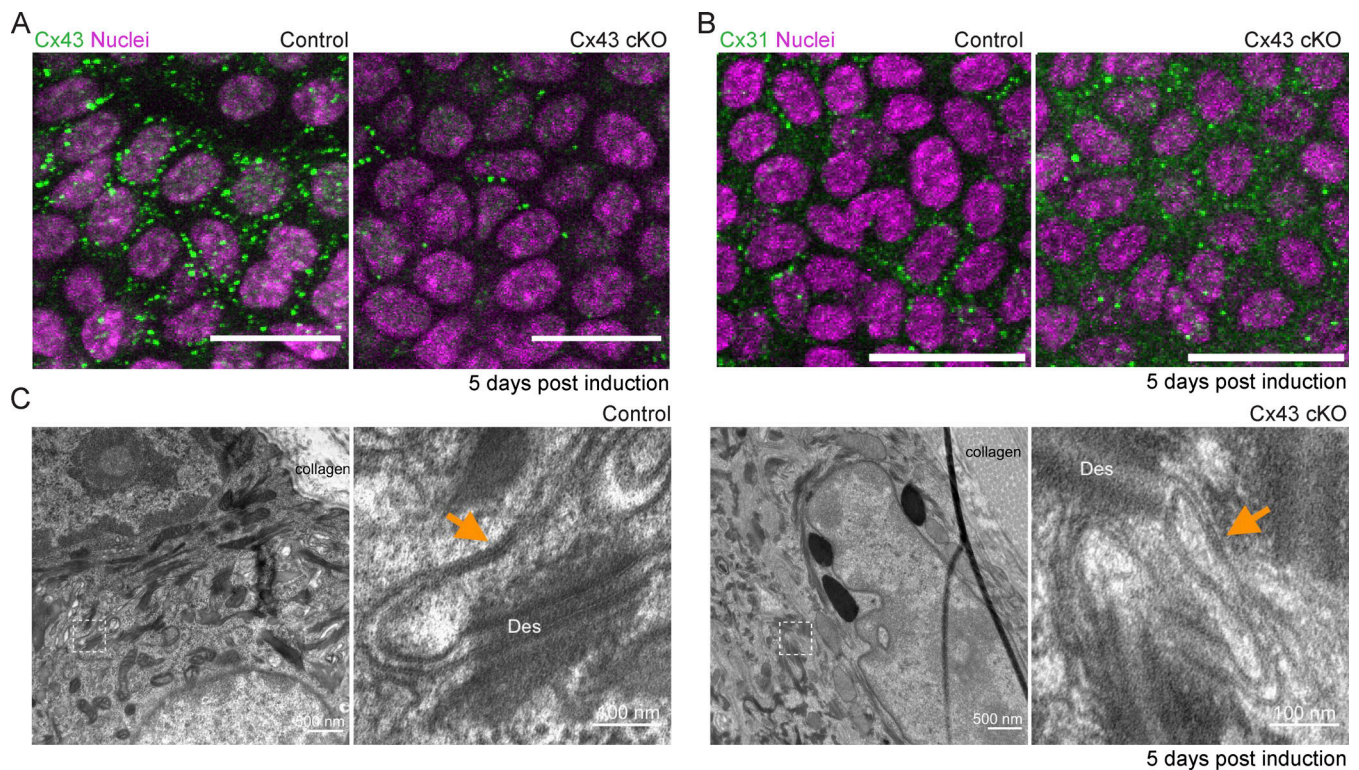 A
Cx43 Nuclei Control Cx43 cKO
5 days post induction
B
Cx31 Nuclei Control Cx43 cKO
5 days post induction
C
Control
collagen
500 nm
Des
100 nm
Cx43 cKO
collagen
500 nm
Des
100 nm
5 days post induction